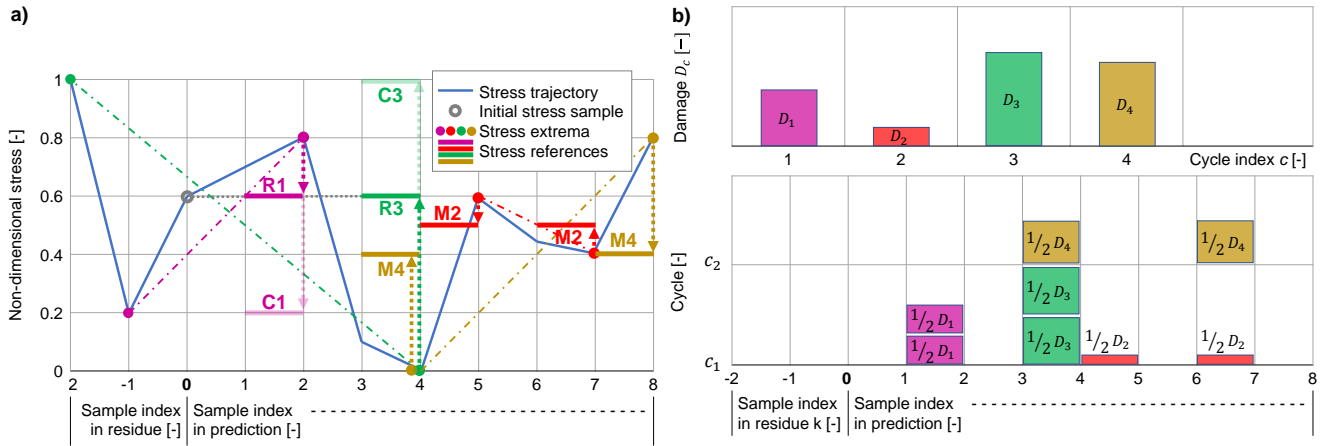 a)
Non-dimensional stress [-]
1
0.8
0.6
0.4
0.2
0
2 -1 0 1 2 3 4 5 6 7 8
Stress trajectory
Initial stress sample
Stress extrema
Stress references
C3
R1
R3
M2
M2
M4
M4
C1
Sample index
in residue [-]
Sample index
in prediction [-]
b)
Damage D_c [−]
D_1
D_2
D_3
D_4
1 2 3 4 Cycle index c [-]
Cycle [-]
c_2
c_1
1/2 D_4
1/2 D_4
1/2 D_3
1/2 D_1
1/2 D_1
1/2 D_3
1/2 D_2
1/2 D_2
-2 -1 0 1 2 3 4 5 6 7 8
Sample index
in residue k [-]
Sample index
in prediction [-]